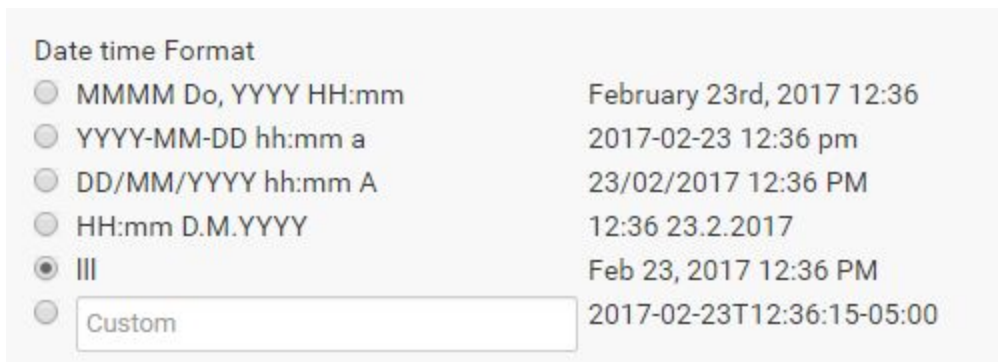 Date time Format
MMMM Do, YYYY HH:mm February 23rd, 2017 12:36
YYYY-MM-DD hh:mm a 2017-02-23 12:36 pm
DD/MM/YYYY hh:mm A 23/02/2017 12:36 PM
HH:mm D.M.YYYY 12:36 23.2.2017
lll Feb 23, 2017 12:36 PM
Custom 2017-02-23T12:36:15-05:00